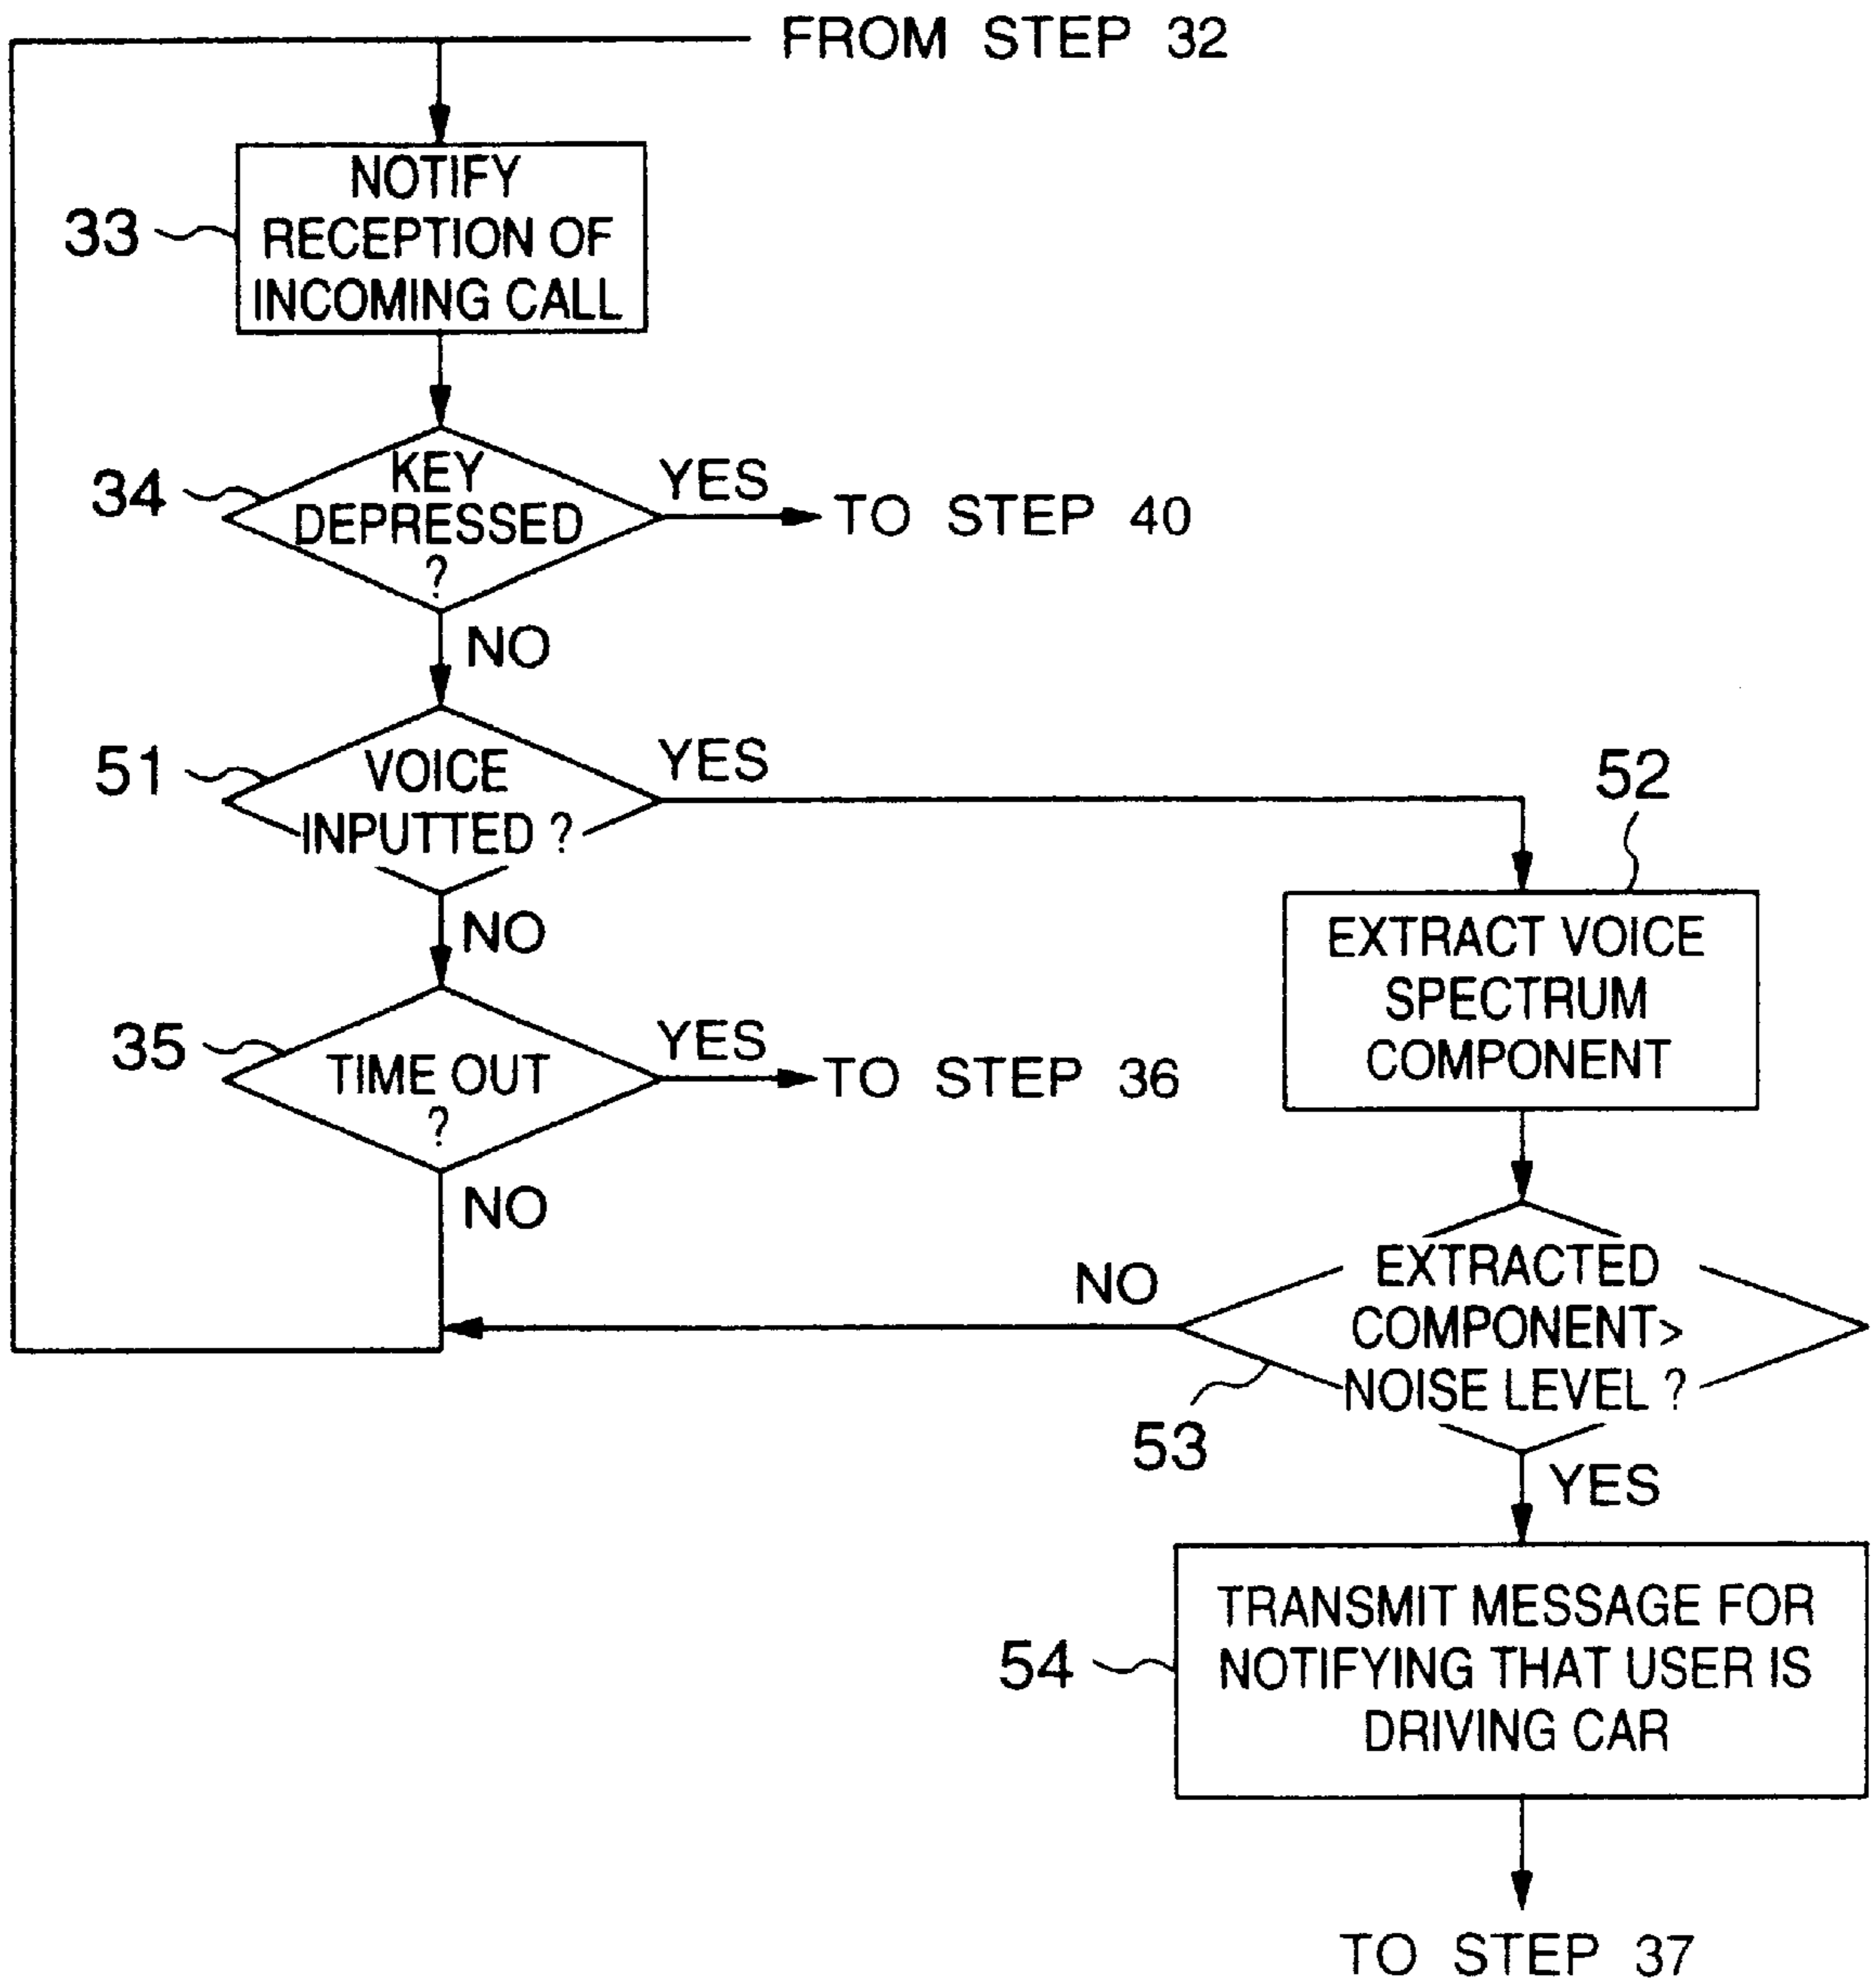 FROM STEP 32
NOTIFY
RECEPTION OF
INCOMING CALL
33
KEY
DEPRESSED
?
34
YES
TO STEP 40
NO
VOICE
INPUTTED ?
51
YES
NO
52
EXTRACT VOICE
SPECTRUM
COMPONENT
TIME OUT
?
35
YES
TO STEP 36
NO
EXTRACTED
COMPONENT>
NOISE LEVEL ?
NO
53
YES
54
TRANSMIT MESSAGE FOR
NOTIFYING THAT USER IS
DRIVING CAR
TO STEP 37